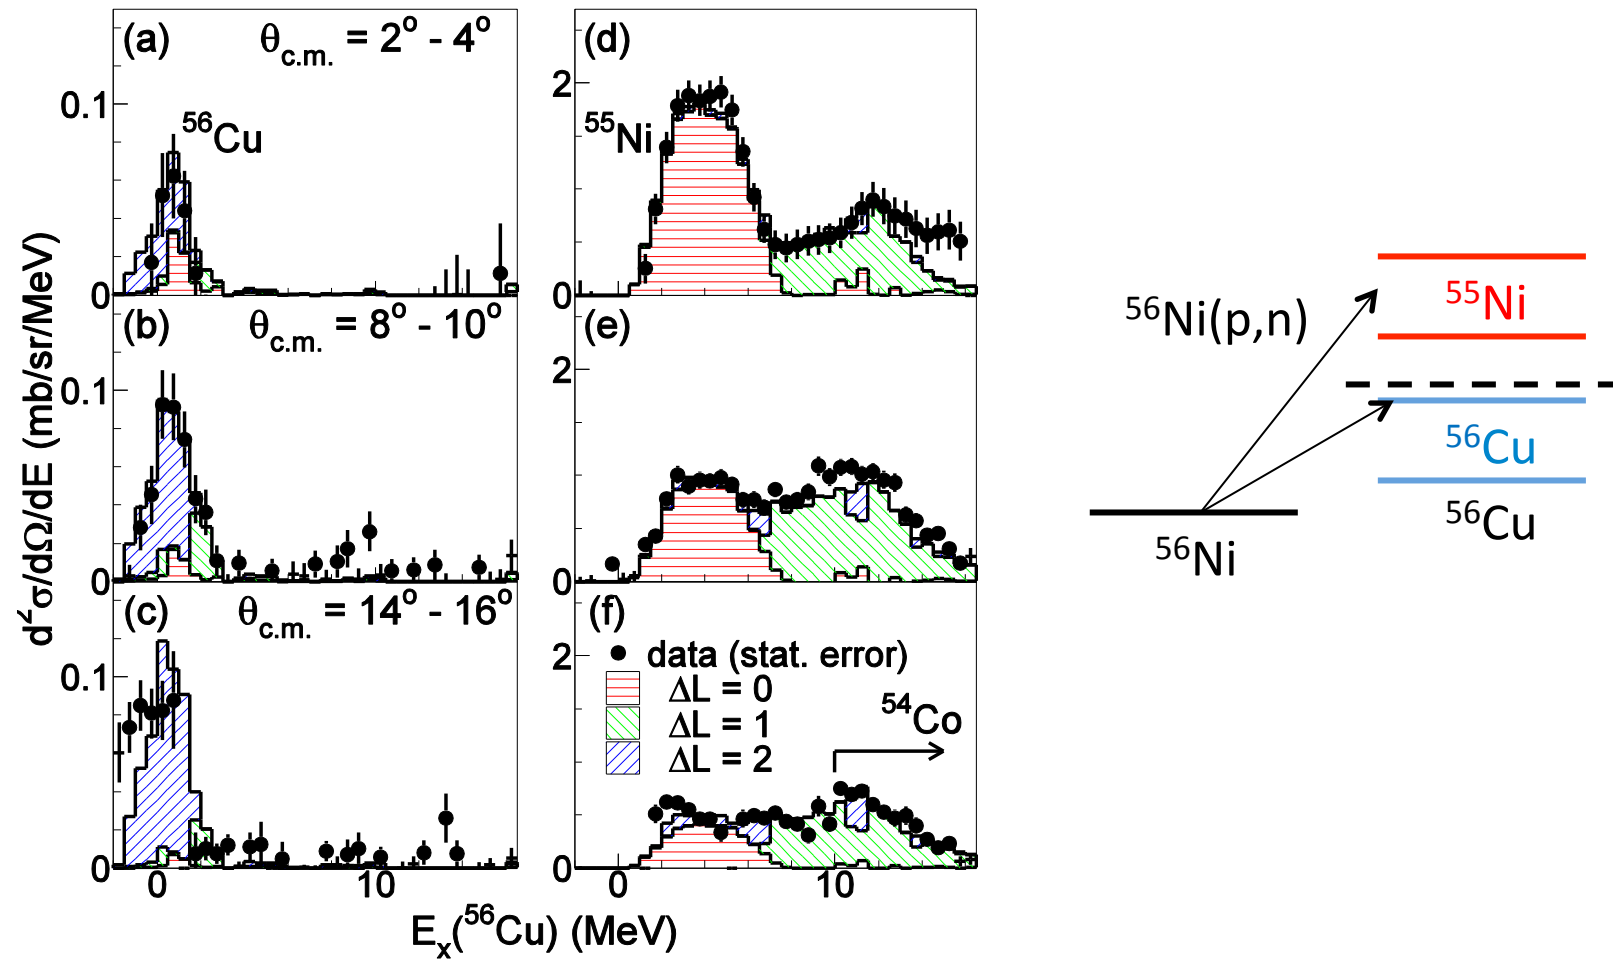 (a) θc.m. = 2° - 4°
(d)
0.1
2
⁵⁶Cu
⁵⁵Ni
0
0
(b) θc.m. = 8° - 10°
(e)
0.1
2
0
0
(c) θc.m. = 14° - 16°
(f)
0.1
2
data (stat. error)
ΔL = 0
ΔL = 1
ΔL = 2
⁵⁴Co
0
0
0 10
0 10
d²σ/dΩ/dE (mb/sr/MeV)
Eₓ(⁵⁶Cu) (MeV)
⁵⁶Ni(p,n)
⁵⁵Ni
⁵⁶Cu
⁵⁶Cu
⁵⁶Ni